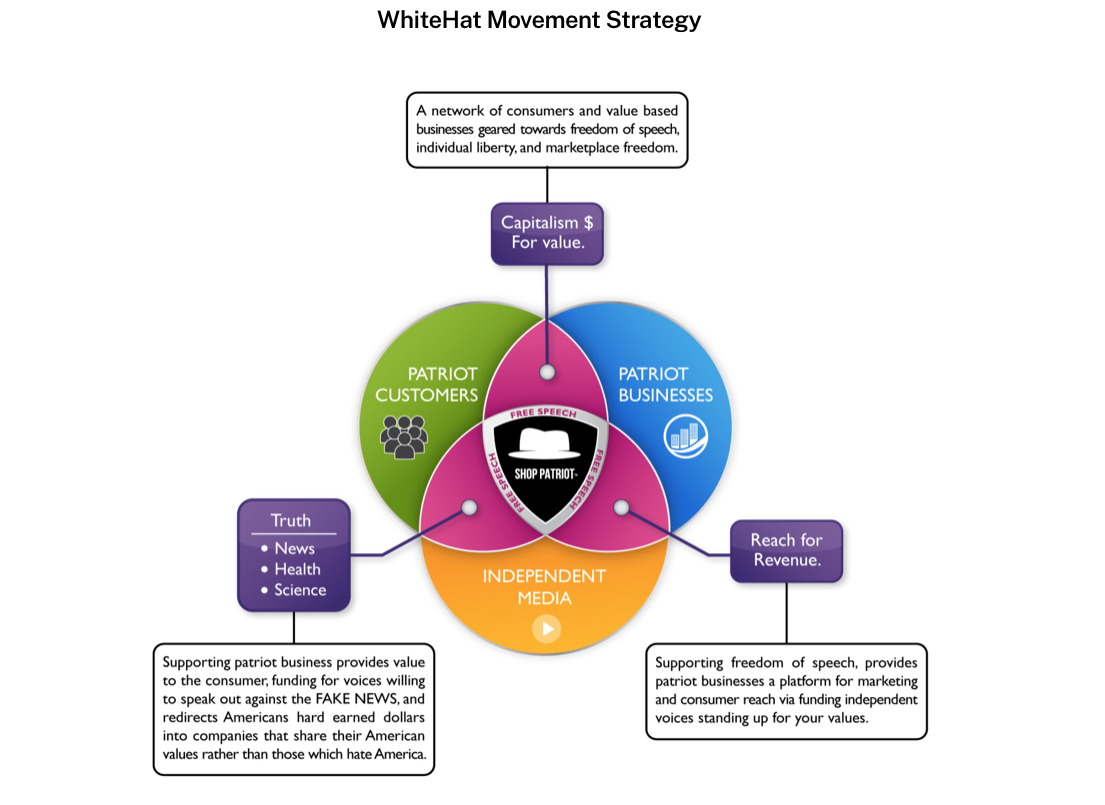 WhiteHat Movement Strategy
A network of consumers and value based
businesses geared towards freedom of speech,
individual liberty, and marketplace freedom.
Capitalism $
For value.
PATRIOT
CUSTOMERS
PATRIOT
BUSINESSES
FREE SPEECH
FREE SPEECH
FREE SPEECH
SHOP PATRIOT™
Truth
• News
• Health
• Science
Reach for
Revenue.
INDEPENDENT
MEDIA
Supporting patriot business provides value
to the consumer, funding for voices willing
to speak out against the FAKE NEWS, and
redirects Americans hard earned dollars
into companies that share their American
values rather than those which hate America.
Supporting freedom of speech, provides
patriot businesses a platform for marketing
and consumer reach via funding independent
voices standing up for your values.